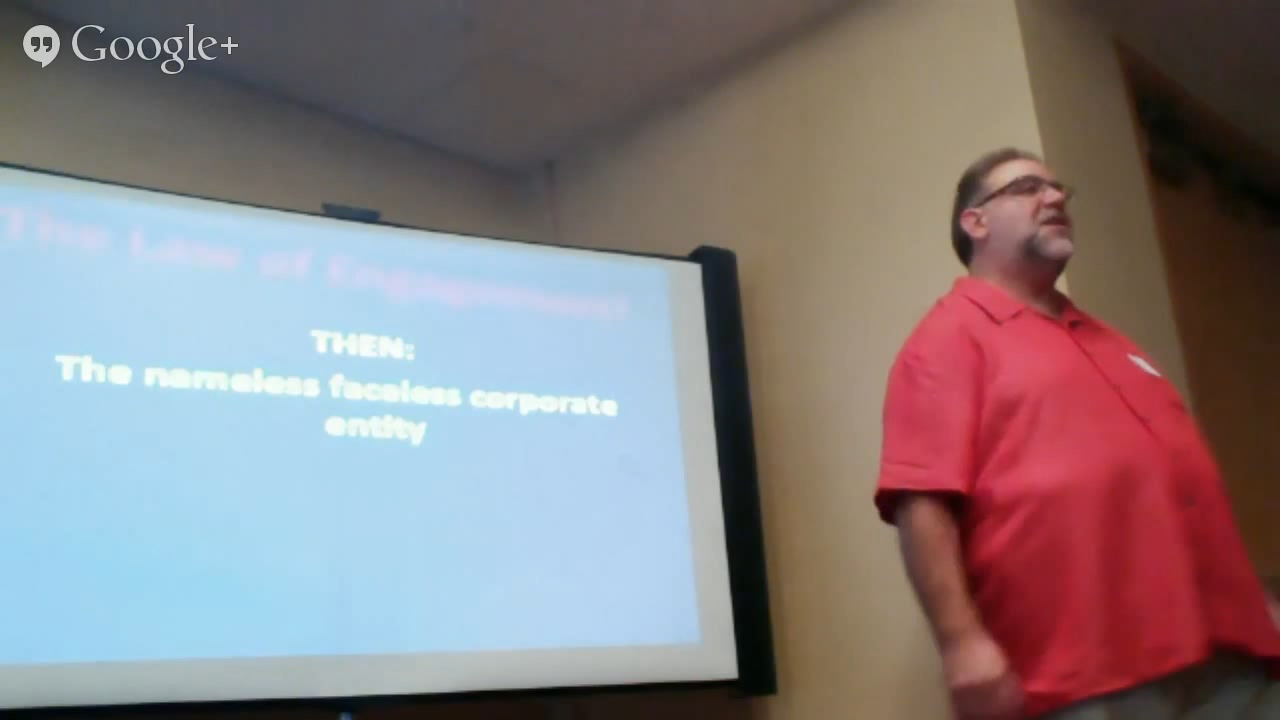 Google+
The Law of Engagement
THEN:
The nameless faceless corporate
entity